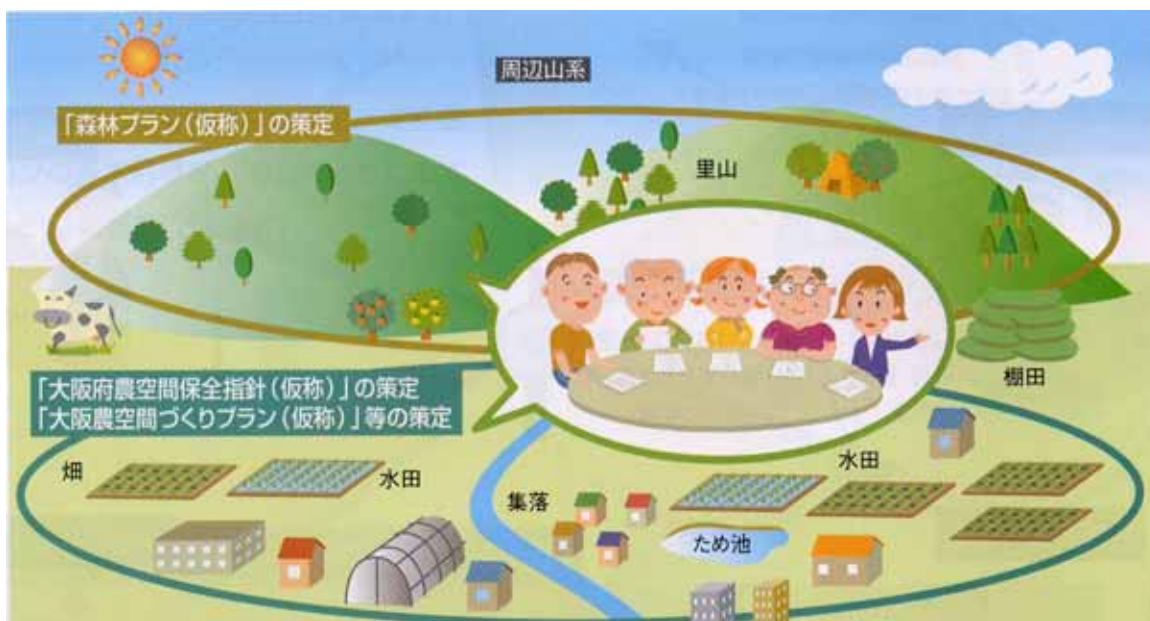 周辺山系
「森林プラン(仮称)」の策定
里山
棚田
「大阪府農空間保全指針(仮称)」の策定
「大阪農空間づくりプラン(仮称)」等の策定
畑
水田
水田
集落
ため池